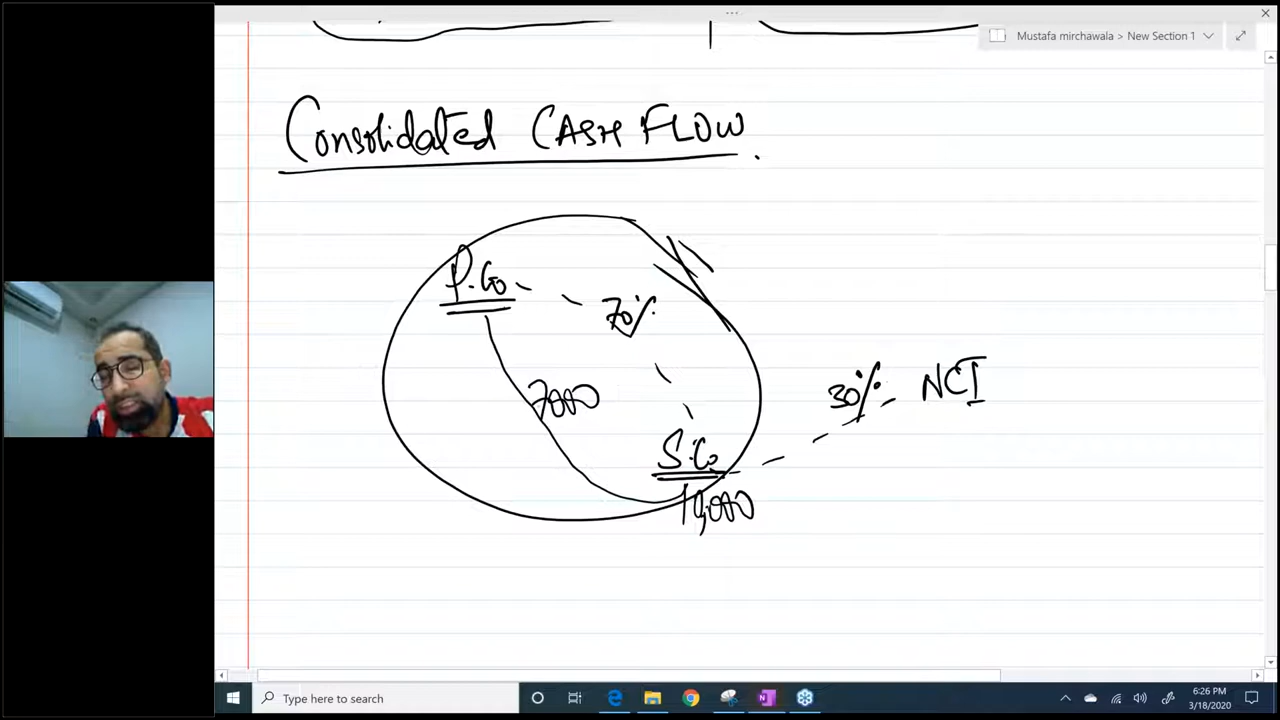 Mustafa mirchawala > New Section 1
Consolidated CASH FLOW.
P.Co
70%
7000
30% NCI
S.Co
10,000
Type here to search
6:26 PM
3/18/2020